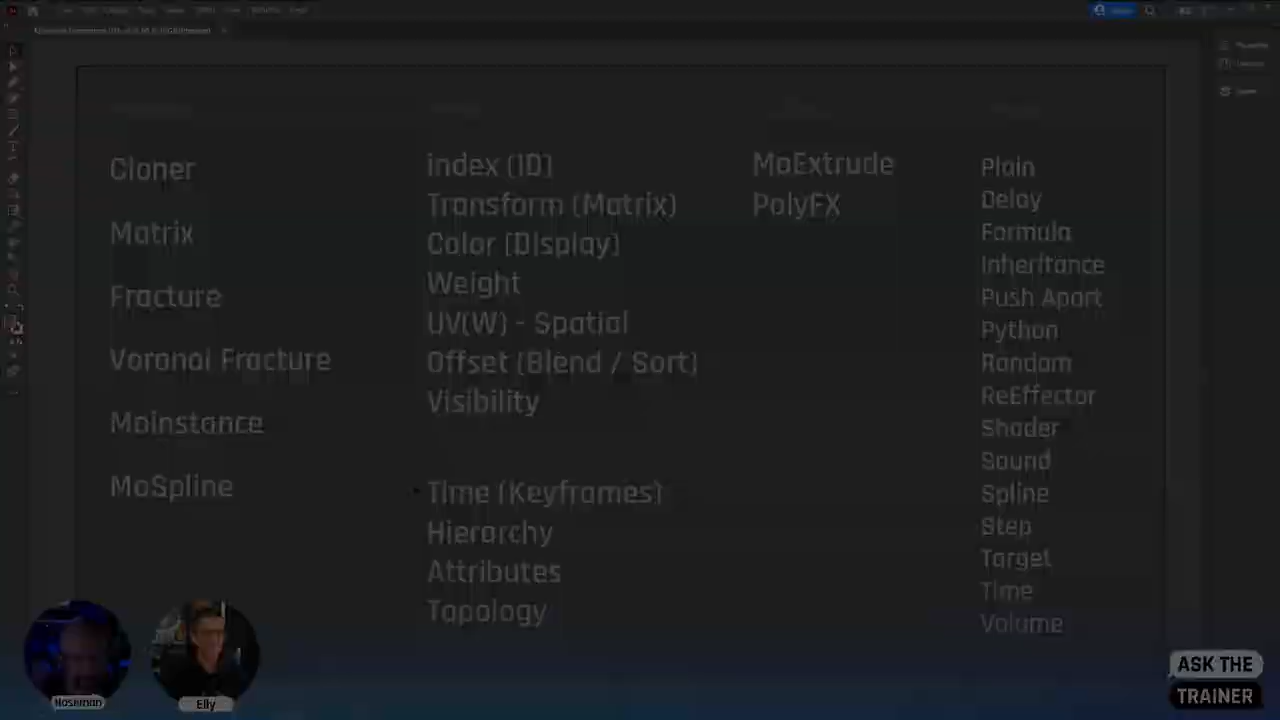 Cloner
Matrix
Fracture
Voronoi Fracture
MoInstance
MoSpline
Index (ID)
Transform (Matrix)
Color (Display)
Weight
UV(W) - Spatial
Offset (Blend / Sort)
Visibility
Time (Keyframes)
Hierarchy
Attributes
Topology
MoExtrude
PolyFX
Plain
Delay
Formula
Inheritance
Push Apart
Python
Random
ReEffector
Shader
Sound
Spline
Step
Target
Time
Volume
Noseman
Elly
ASK THE
TRAINER